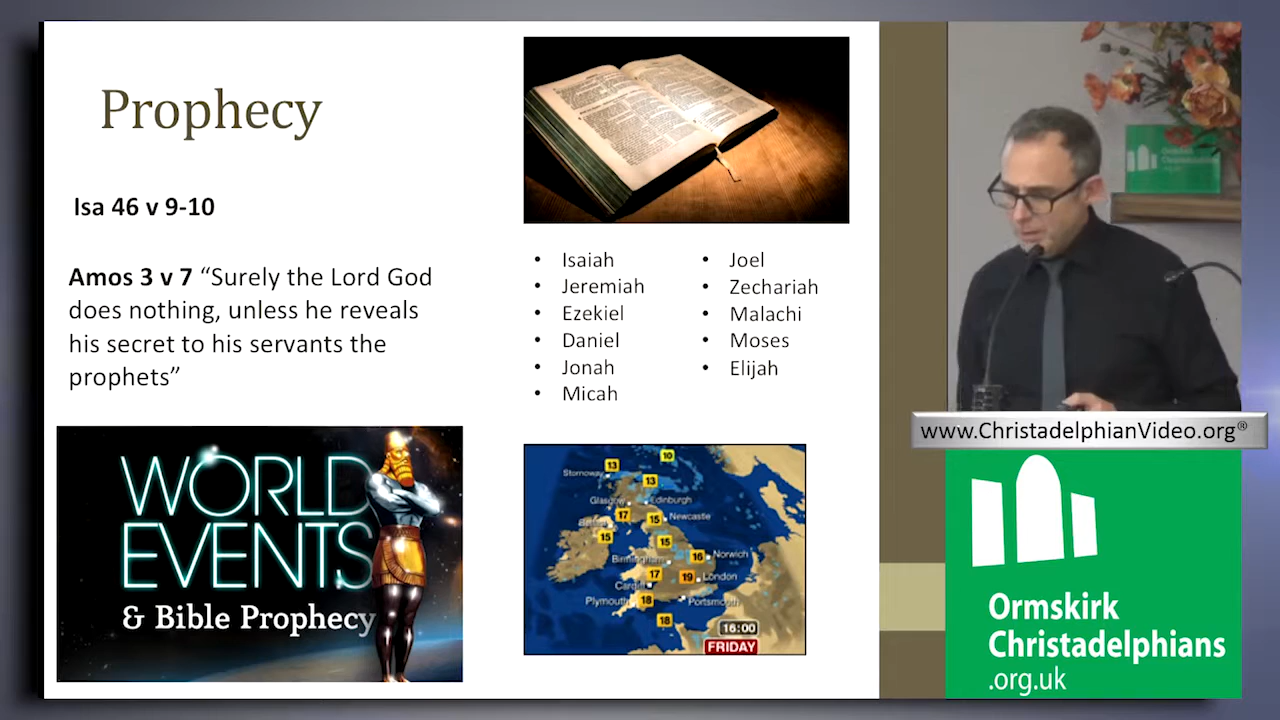 Prophecy
Isa 46 v 9-10
Amos 3 v 7 “Surely the Lord God
does nothing, unless he reveals
his secret to his servants the
prophets”
• Isaiah
• Jeremiah
• Ezekiel
• Daniel
• Jonah
• Micah
• Joel
• Zechariah
• Malachi
• Moses
• Elijah
WORLD
EVENTS
& Bible Prophecy
10
Stornoway 13
13
Glasgow Edinburgh
17 15 Newcastle
Belfast
15 15
Birmingham 16 Norwich
17 19 London
Cardiff
Plymouth 18 Portsmouth
18
16:00
FRIDAY
www.ChristadelphianVideo.org®
Ormskirk
Christadelphians
.org.uk